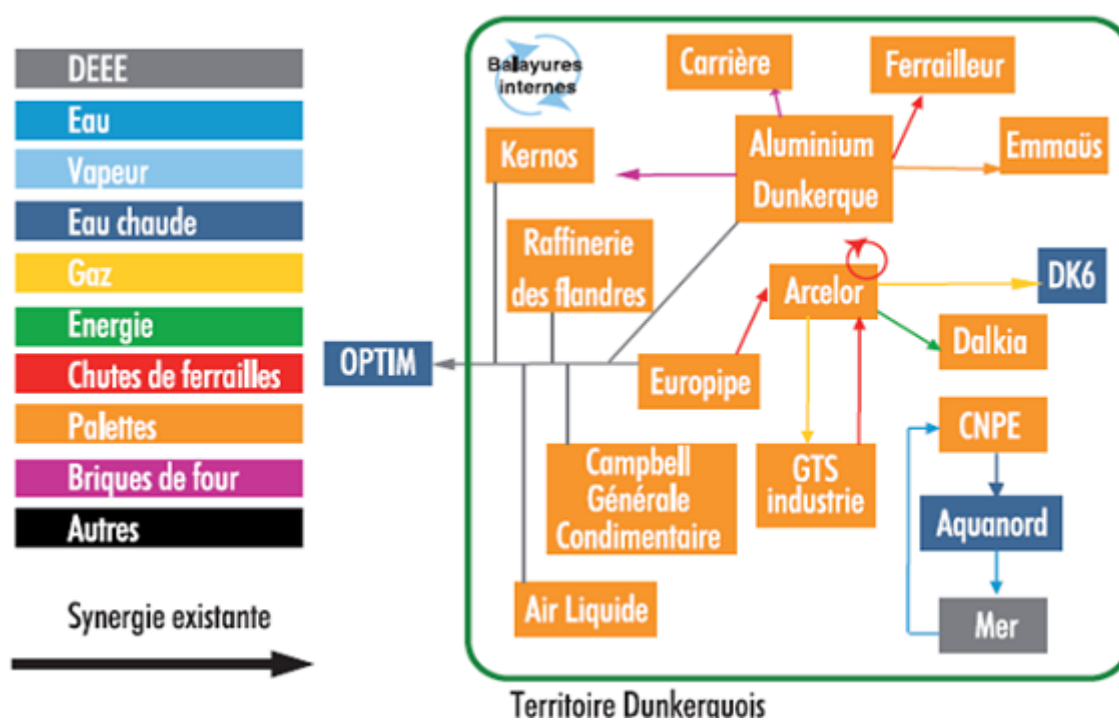 DEEE
Eau
Vapeur
Eau chaude
Gaz
Energie
Chutes de ferrailles
Palettes
Briques de four
Autres
Synergie existante
OPTIM
Balayures
internes
Carrière
Ferrailleur
Kernos
Aluminium
Dunkerque
Emmaüs
Raffinerie
des flandres
Arcelor
DK6
Dalkia
Europipe
CNPE
Campbell
Générale
Condimentaire
GTS
industrie
Aquanord
Air Liquide
Mer
Territoire Dunkerquois